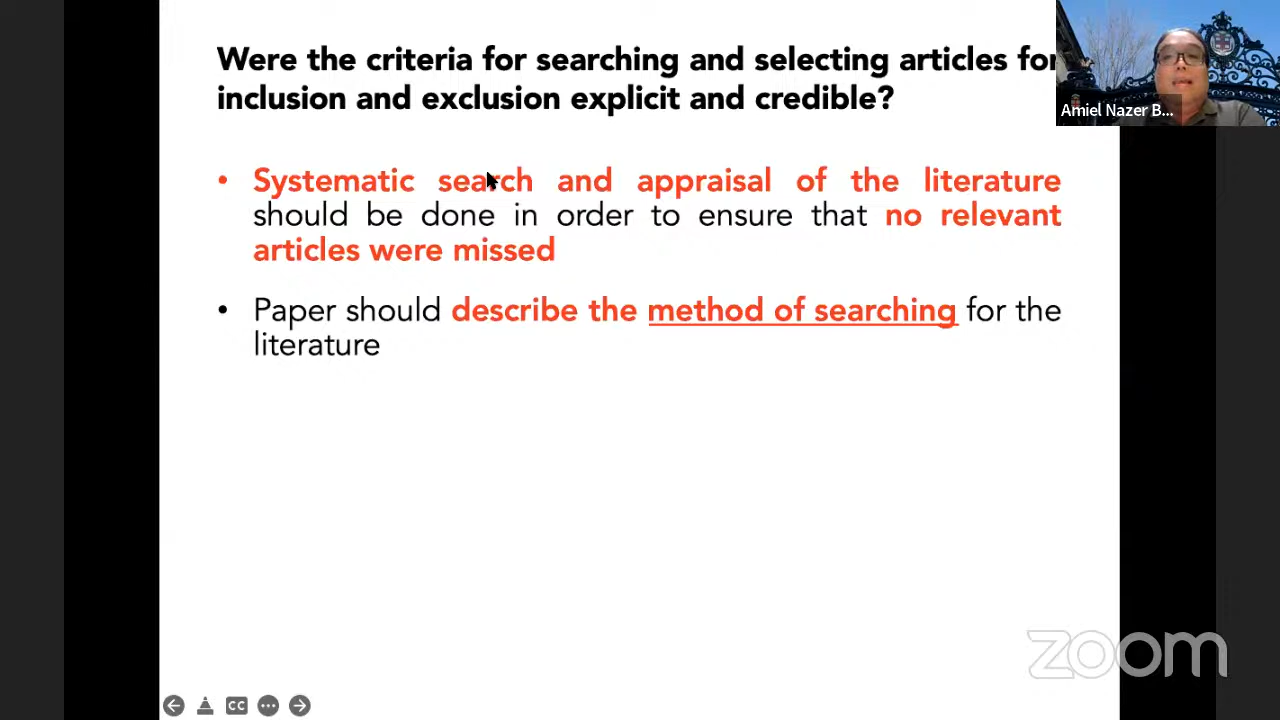 Were the criteria for searching and selecting articles for
inclusion and exclusion explicit and credible?
Amiel Nazer B...
• Systematic search and appraisal of the literature
should be done in order to ensure that no relevant
articles were missed
• Paper should describe the method of searching for the
literature
zoom
CC